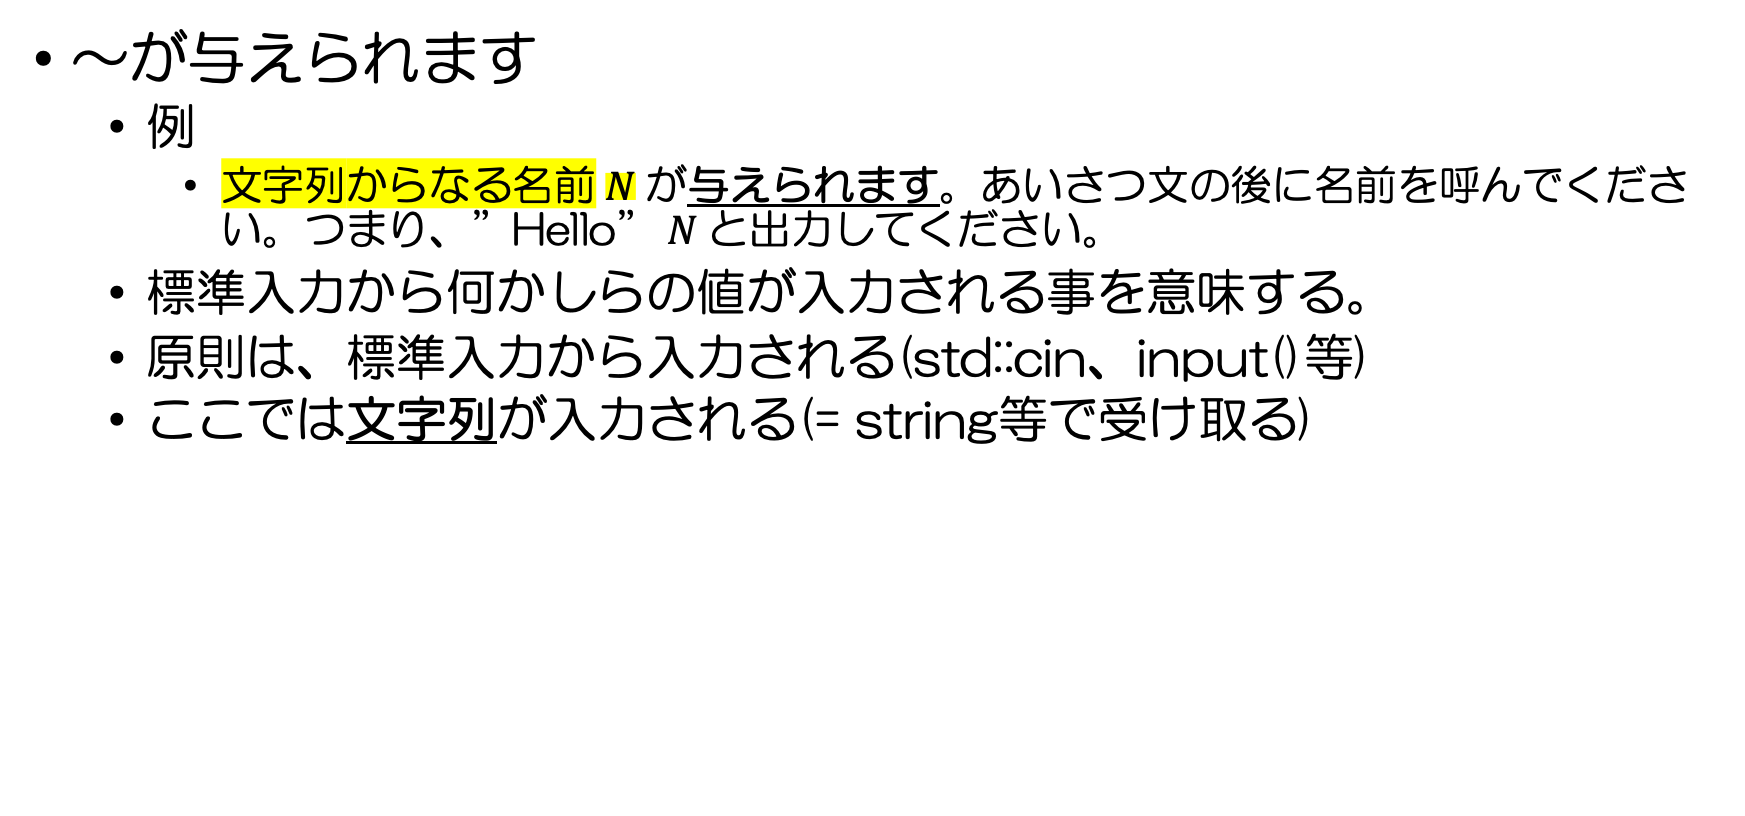 • ～が与えられます
• 例
• 文字列からなる名前 N が与えられます。あいさつ文の後に名前を呼んでくださ
い。つまり、”Hello” N と出力してください。
• 標準入力から何かしらの値が入力される事を意味する。
• 原則は、標準入力から入力される(std::cin、input()等)
• ここでは文字列が入力される(= string等で受け取る)